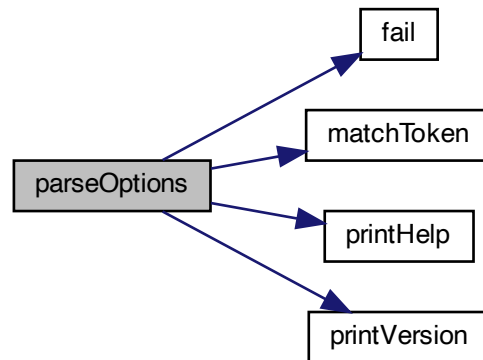 parseOptions
fail
matchToken
printHelp
printVersion